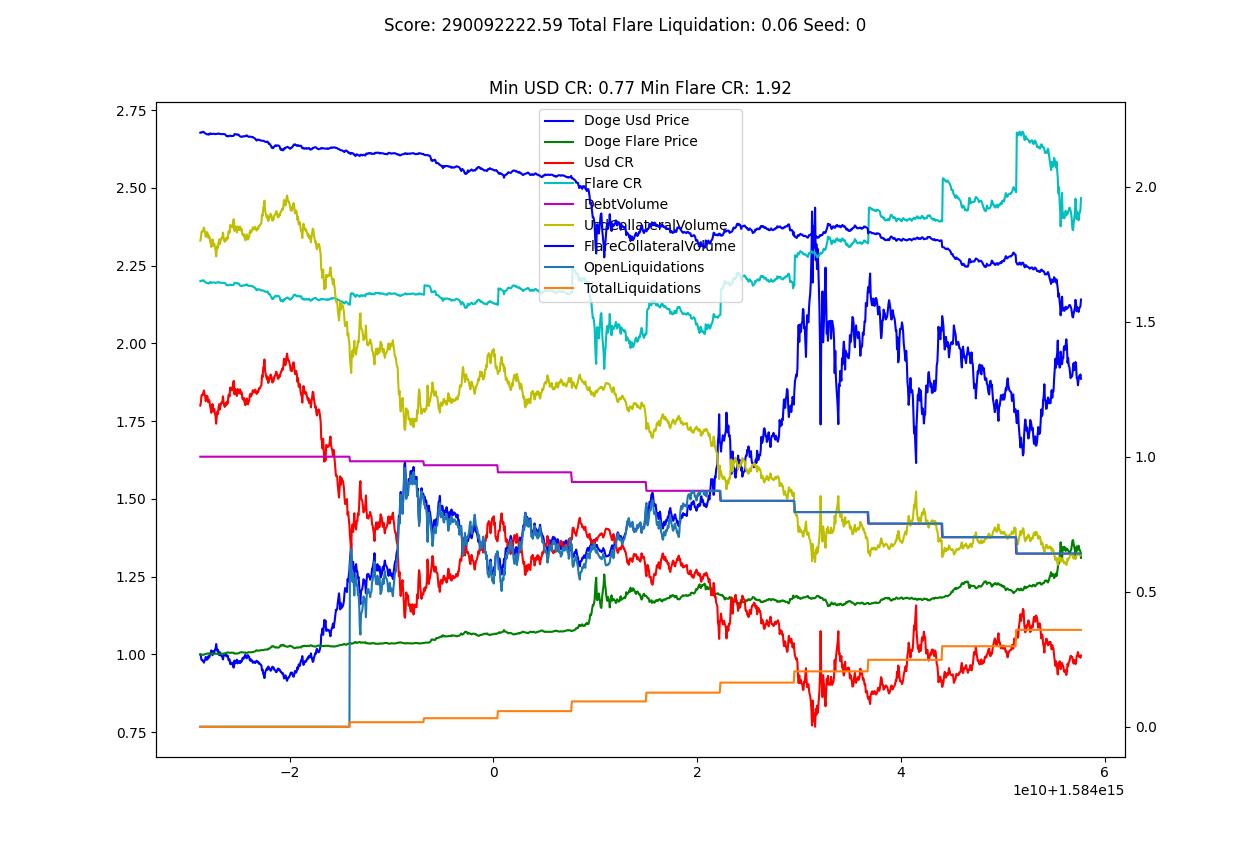 Score: 290092222.59 Total Flare Liquidation: 0.06 Seed: 0
Min USD CR: 0.77 Min Flare CR: 1.92
2.75
2.50
2.25
2.00
1.75
1.50
1.25
1.00
0.75
Doge Usd Price
Doge Flare Price
Usd CR
Flare CR
DebtVolume
UsdCollateralVolume
FlareCollateralVolume
OpenLiquidations
TotalLiquidations
2.0
1.5
1.0
0.5
0.0
−2 0 2 4 6
1e10+1.584e15